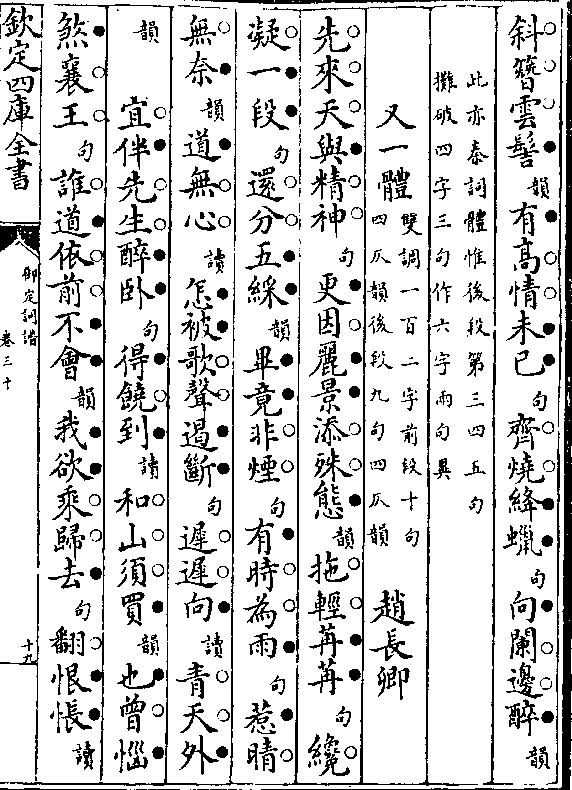 斜簪雲髻韻有高情未已句齊燒絳蠟句向闌邊醉韻
此亦秦詞體惟後段第三四五句
攤破四字三句作六字兩句異
又一體雙調一百二字前段十句
四仄韻後段九句四仄韻趙長卿
先來天與精神句更因麗景添殊態韻拖輕苒苒句纔
凝一段句還分五綵韻畢竟非煙句有時為雨句惹晴
無奈韻道無心讀怎被歌聲遏斷句遲遲向讀青天外
韻
宜伴先生醉臥句得饒到讀和山須買韻也曾惱
煞襄王句誰道依前不會韻我欲乘歸去句翻恨悵讀
欽定四庫全書
御定詞譜
卷三十
十九